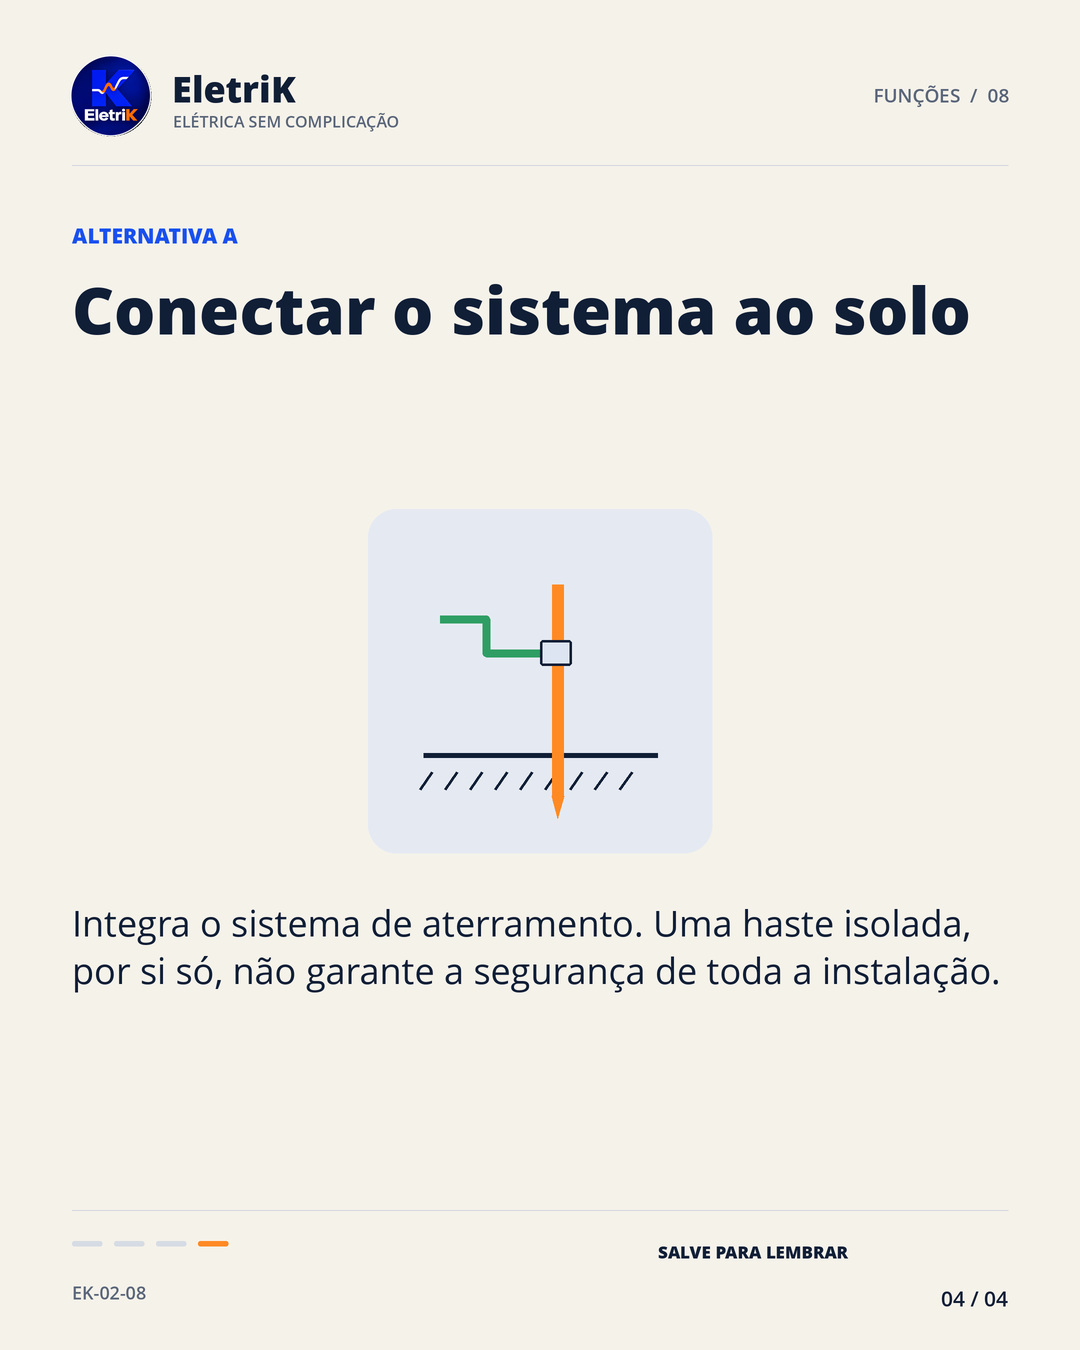 EletriK
EletriK
ELÉTRICA SEM COMPLICAÇÃO
FUNÇÕES / 08
ALTERNATIVA A
Conectar o sistema ao solo
Integra o sistema de aterramento. Uma haste isolada,
por si só, não garante a segurança de toda a instalação.
SALVE PARA LEMBRAR
EK-02-08
04 / 04